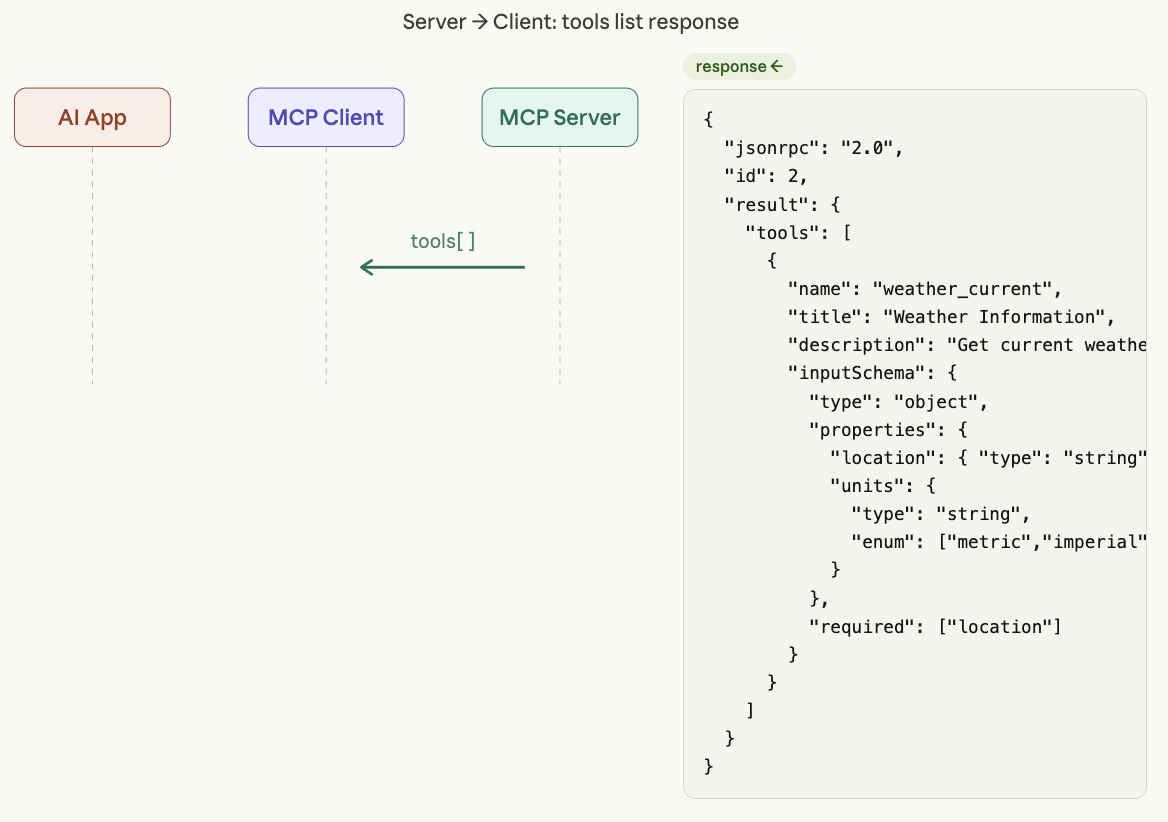 Server → Client: tools list response
response ←
AI App
MCP Client
MCP Server
tools[ ]
{
  "jsonrpc": "2.0",
  "id": 2,
  "result": {
    "tools": [
      {
        "name": "weather_current",
        "title": "Weather Information",
        "description": "Get current weathe
        "inputSchema": {
          "type": "object",
          "properties": {
            "location": { "type": "string"
            "units": {
              "type": "string",
              "enum": ["metric","imperial"
            }
          },
          "required": ["location"]
        }
      }
    ]
  }
}